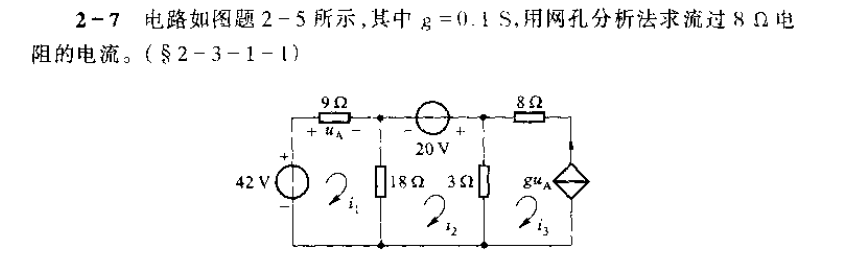 2-7 电路如图题2-5所示,其中 g=0.1 S,用网孔分析法求流过8 Ω电
阻的电流。(§2-3-1-1)
9 Ω
8 Ω
+ uA -
- +
20 V
+
42 V
-
18 Ω
3 Ω
guA
i1
i2
i3